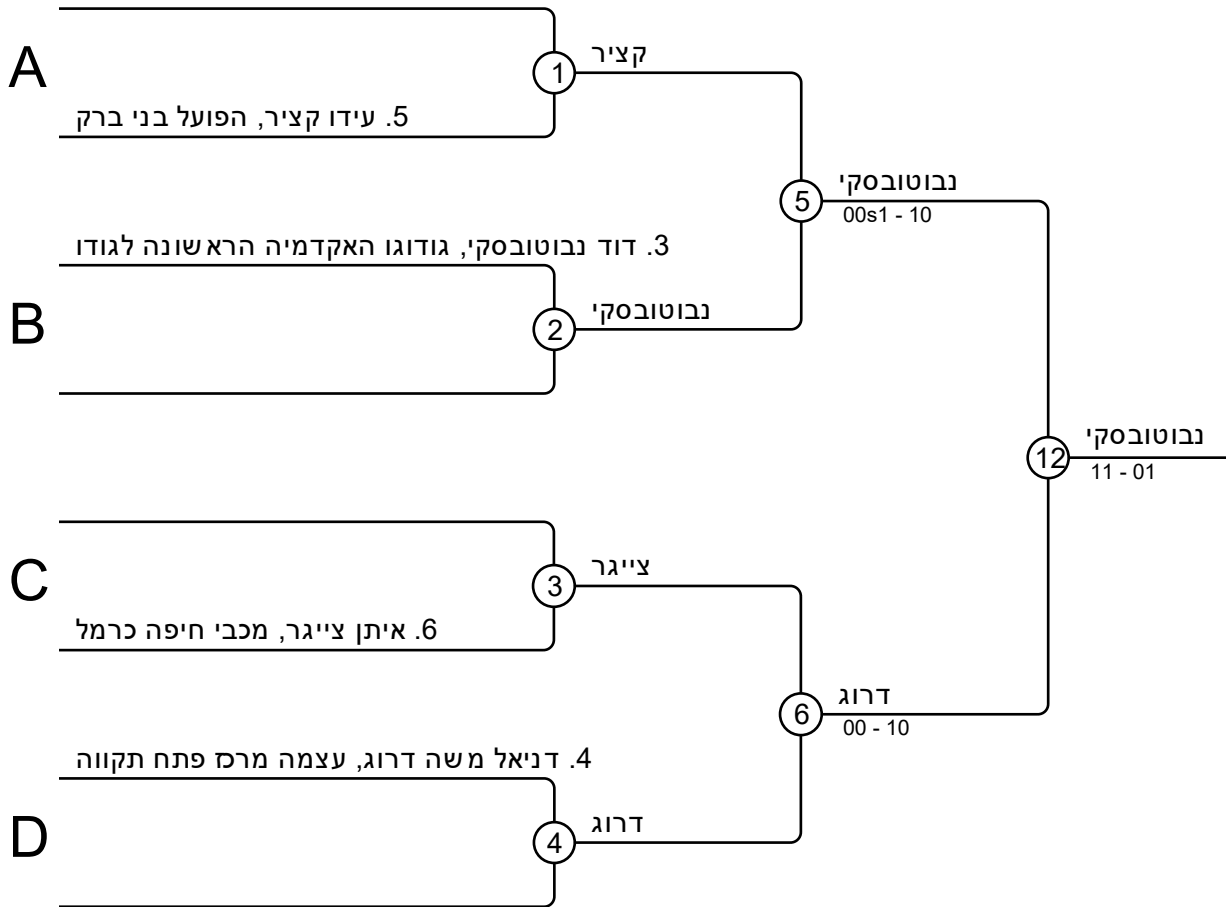 A
1
קציר
5. עידו קציר, הפועל בני ברק
5
נבוטובסקי
00s1 - 10
3. דוד נבוטובסקי, גודוגו האקדמיה הראשונה לגודו
B
2
נבוטובסקי
12
נבוטובסקי
11 - 01
C
3
צייגר
6. איתן צייגר, מכבי חיפה כרמל
6
דרוג
00 - 10
4. דניאל משה דרוג, עצמה מרכז פתח תקווה
D
4
דרוג